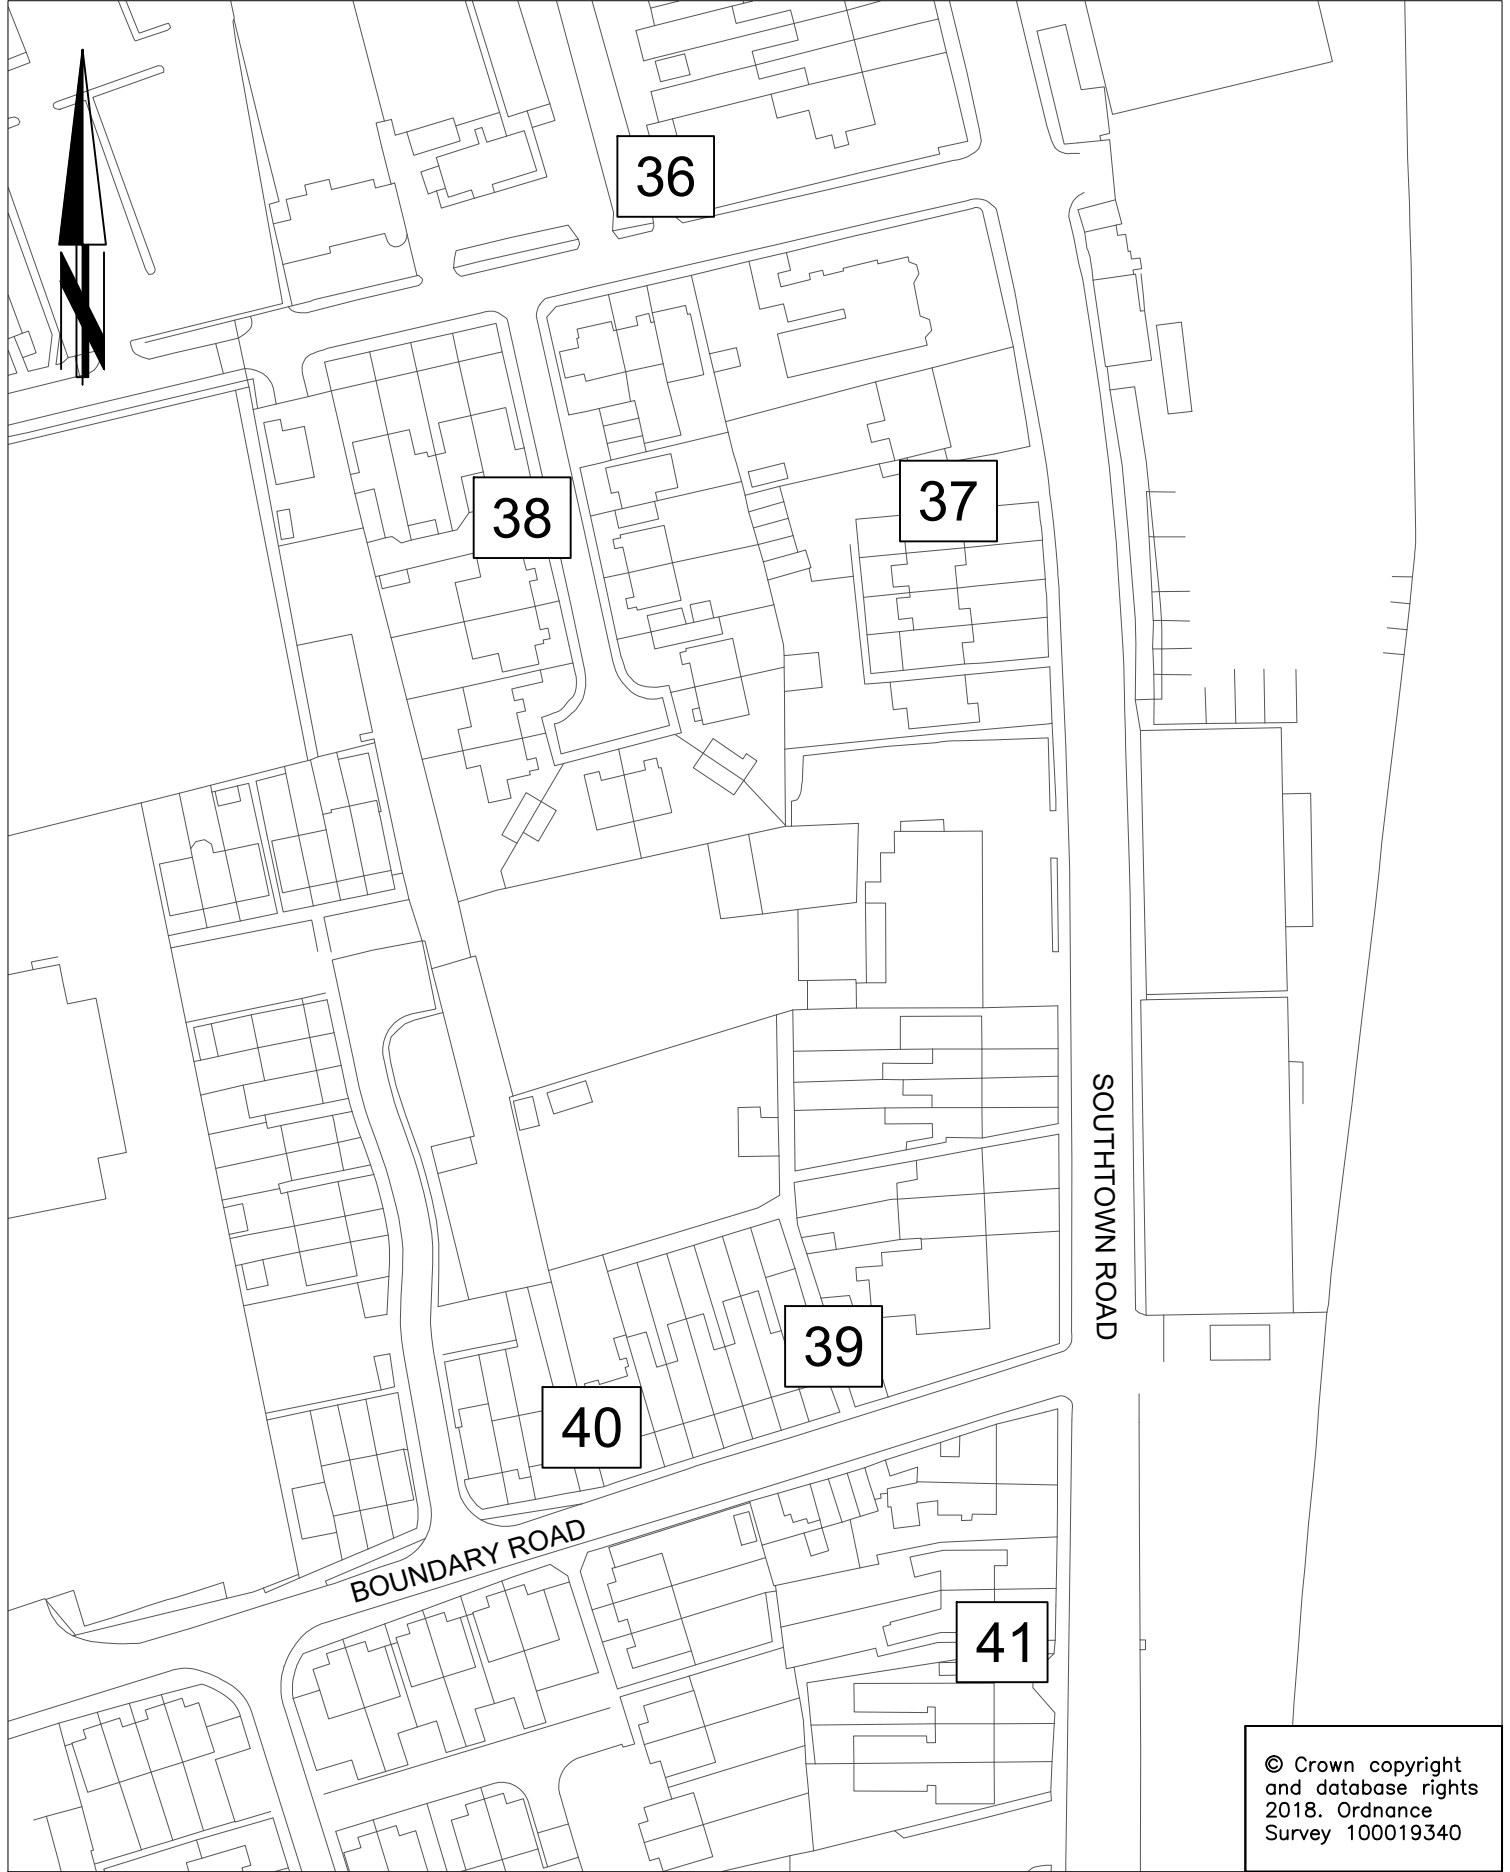 36
N
38
37
SOUTHTOWN ROAD
39
40
BOUNDARY ROAD
41
© Crown copyright
and database rights
2018. Ordnance
Survey 100019340